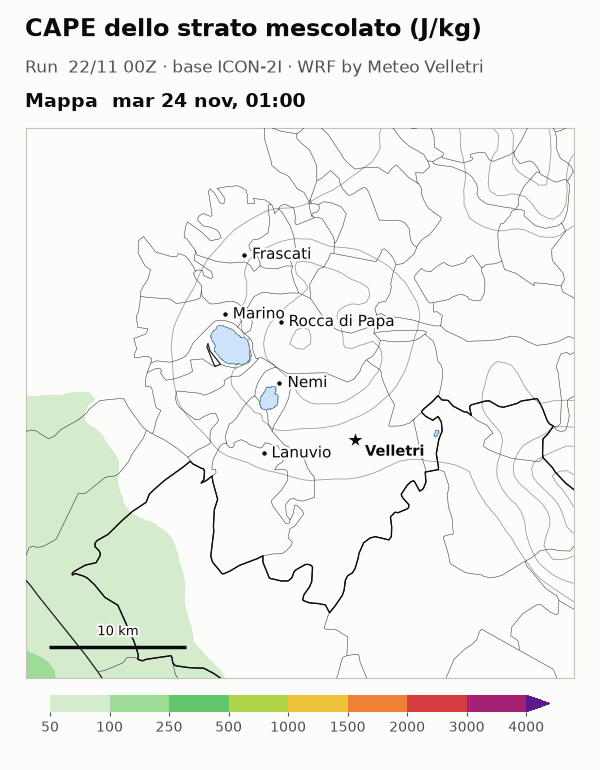 CAPE dello strato mescolato (J/kg)
Run  22/11 00Z · base ICON-2I · WRF by Meteo Velletri
Mappa  mar 24 nov, 01:00
Frascati
Marino
Rocca di Papa
Nemi
Velletri
Lanuvio
10 km
50 100 250 500 1000 1500 2000 3000 4000